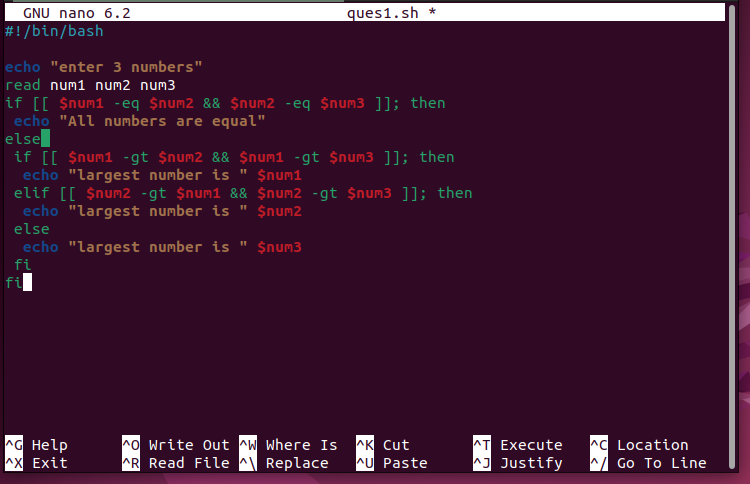 GNU nano 6.2 ques1.sh *
#!/bin/bash
echo "enter 3 numbers"
read num1 num2 num3
if [[ $num1 -eq $num2 && $num2 -eq $num3 ]]; then
 echo "All numbers are equal"
else
 if [[ $num1 -gt $num2 && $num1 -gt $num3 ]]; then
  echo "largest number is " $num1
 elif [[ $num2 -gt $num1 && $num2 -gt $num3 ]]; then
  echo "largest number is " $num2
 else
  echo "largest number is " $num3
 fi
fi
^G Help ^O Write Out ^W Where Is ^K Cut ^T Execute ^C Location
^X Exit ^R Read File ^\ Replace ^U Paste ^J Justify ^/ Go To Line